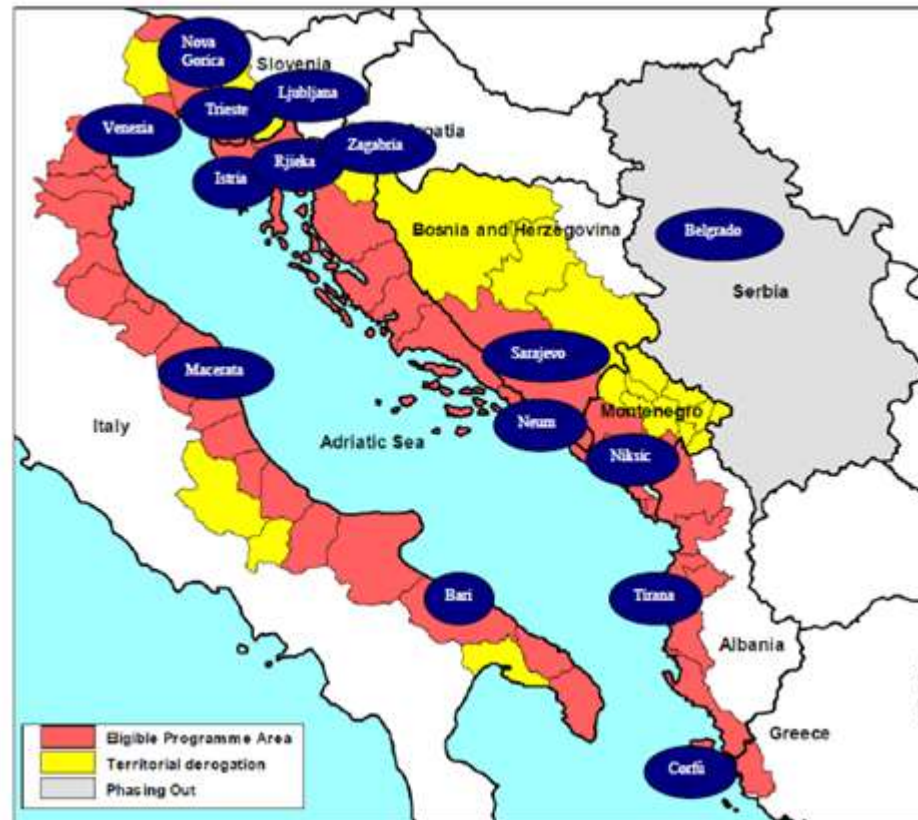 Nova
Gorica
Slovenia
Ljubljana
Trieste
Venezia
Zagabria
Rjieka
Istria
Bosnia and Herzegovina
Belgrado
Serbia
Sarajevo
Macerata
Montenegro
Neum
Italy
Adriatic Sea
Niksic
Bari
Tirana
Albania
Greece
Corfù
Eligible Programme Area
Territorial derogation
Phasing Out